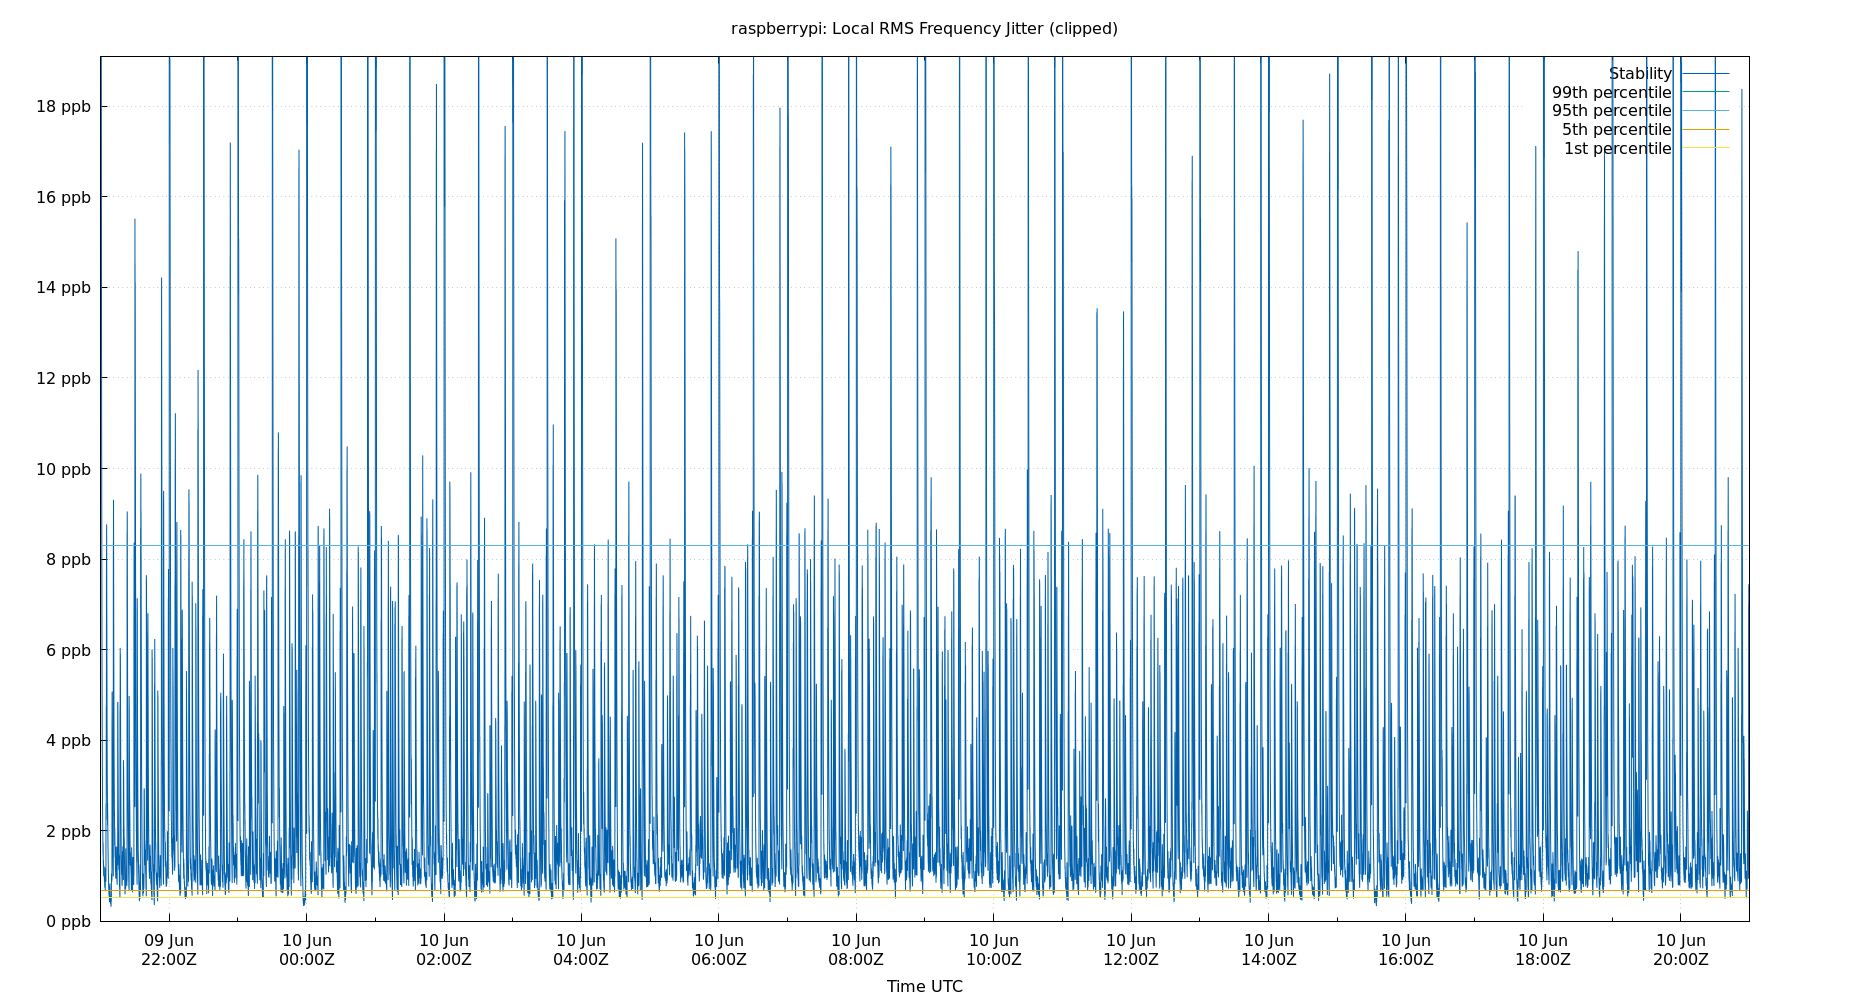 raspberrypi: Local RMS Frequency Jitter (clipped)
Stability
99th percentile
95th percentile
5th percentile
1st percentile
18 ppb
16 ppb
14 ppb
12 ppb
10 ppb
8 ppb
6 ppb
4 ppb
2 ppb
0 ppb
09 Jun 10 Jun 10 Jun 10 Jun 10 Jun 10 Jun 10 Jun 10 Jun 10 Jun 10 Jun 10 Jun 10 Jun
22:00Z 00:00Z 02:00Z 04:00Z 06:00Z 08:00Z 10:00Z 12:00Z 14:00Z 16:00Z 18:00Z 20:00Z
Time UTC